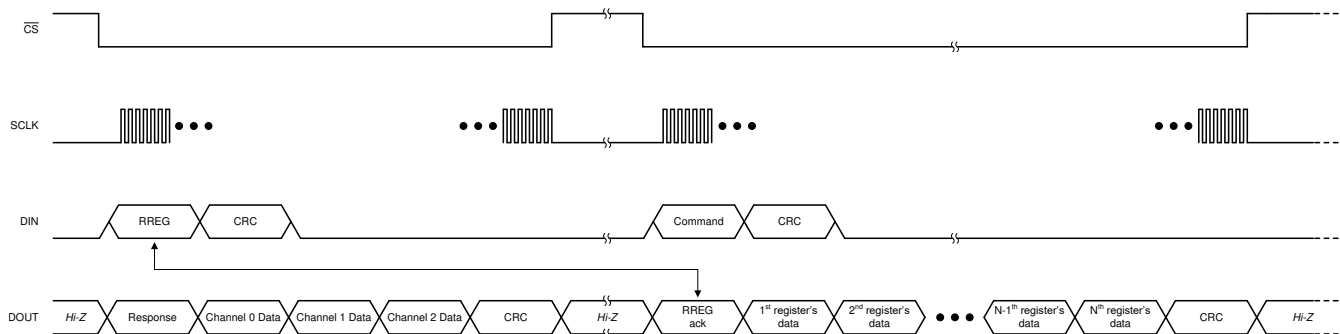 CS
SCLK
DIN
RREG
CRC
Command
CRC
DOUT
Hi-Z
Response
Channel 0 Data
Channel 1 Data
Channel 2 Data
CRC
Hi-Z
RREG
ack
1st register's
data
2nd register's
data
N-1th register's
data
Nth register's
data
CRC
Hi-Z